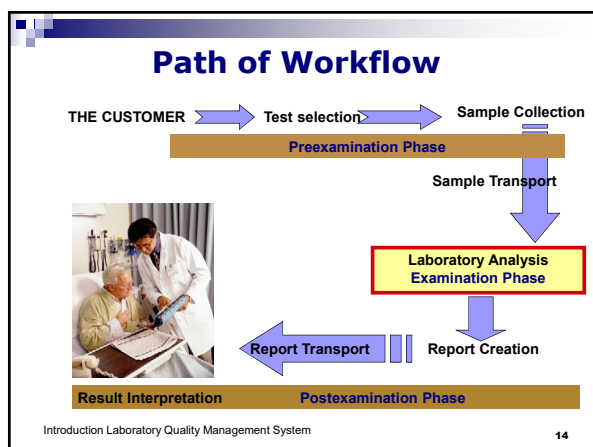 Path of Workflow
THE CUSTOMER Test selection Sample Collection
Preexamination Phase
Sample Transport
Laboratory Analysis
Examination Phase
Report Transport Report Creation
Result Interpretation Postexamination Phase
Introduction Laboratory Quality Management System 14